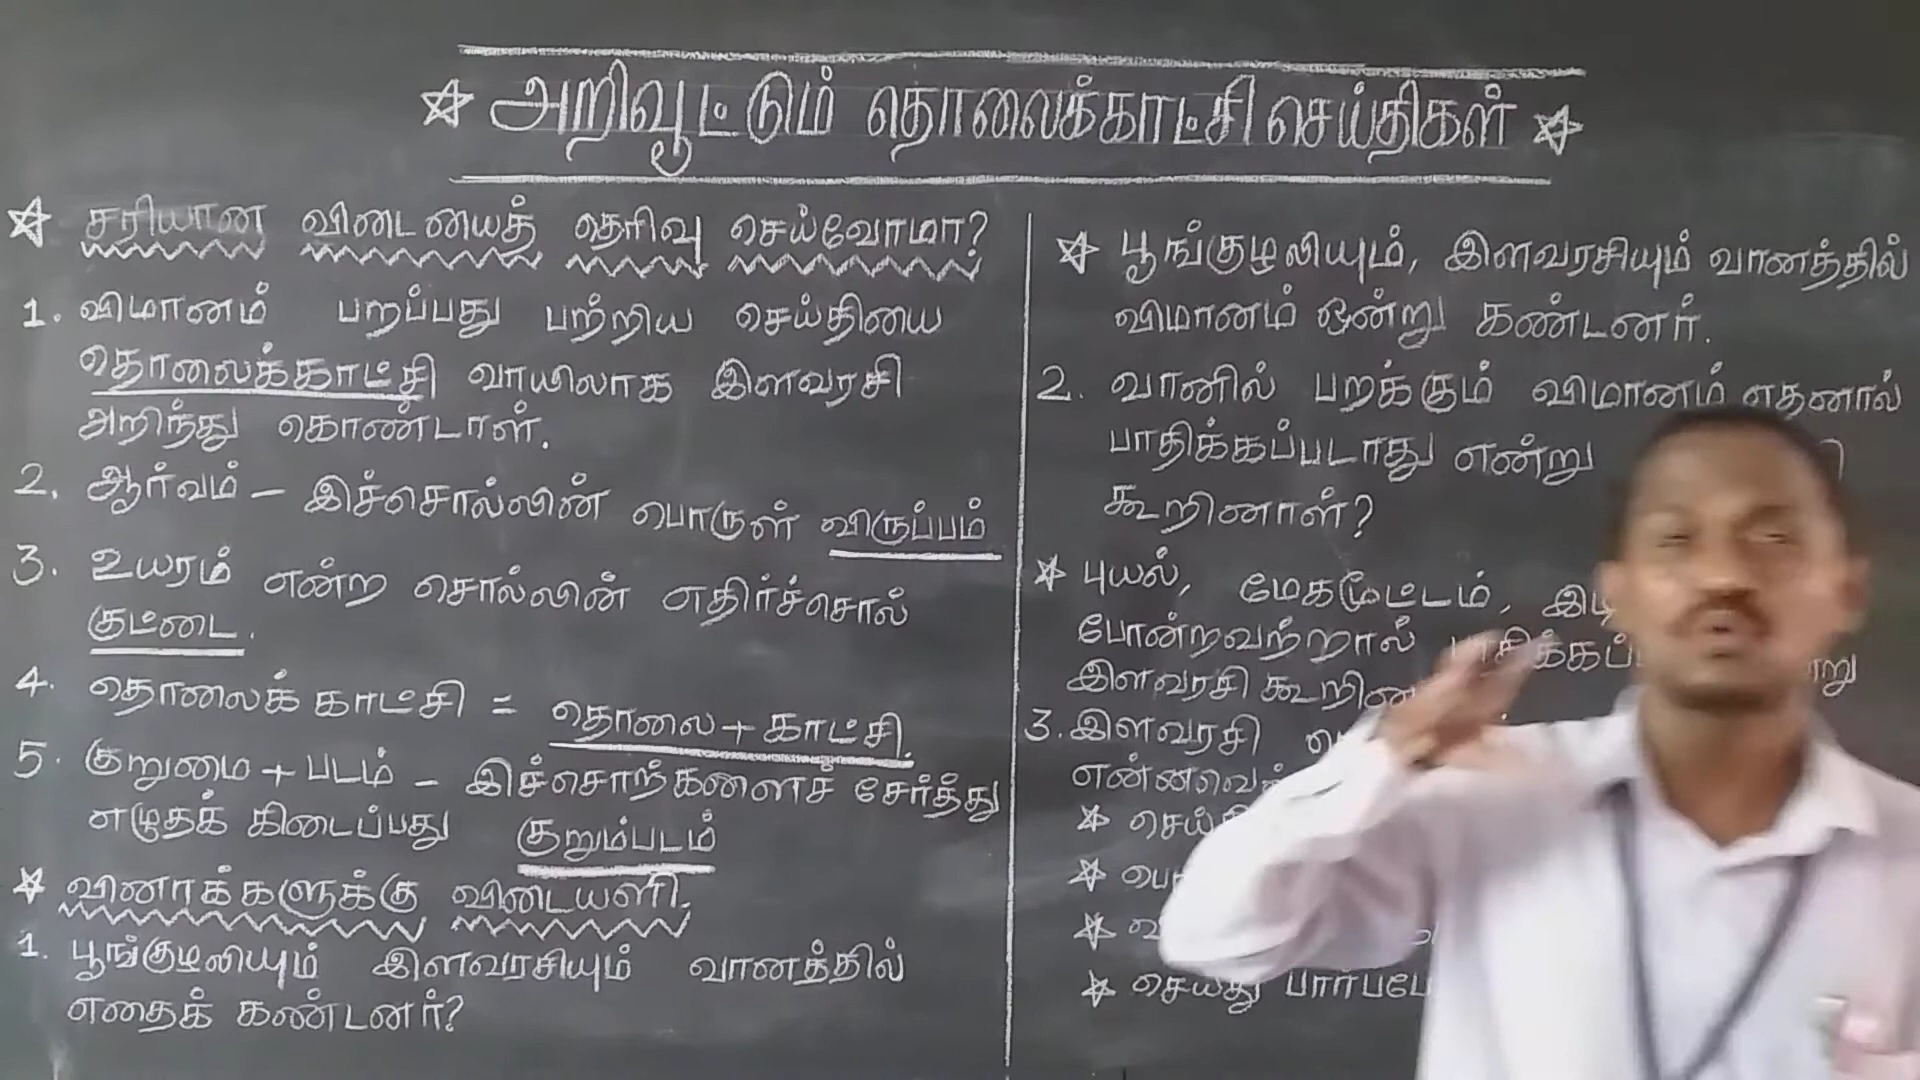 ☆ அறிவூட்டும் தொலைக்காட்சி செய்திகள் ☆
☆ சரியான விடையைத் தெரிவு செய்வோமா?
1. விமானம் பறப்பது பற்றிய செய்தியை
தொலைக்காட்சி வாயிலாக இளவரசி
அறிந்து கொண்டாள்.
2. ஆர்வம் – இச்சொல்லின் பொருள் விருப்பம்
3. உயரம் என்ற சொல்லின் எதிர்ச்சொல்
குட்டை.
4. தொலைக் காட்சி = தொலை + காட்சி.
5. குறுமை + படம் – இச்சொற்களைச் சேர்த்து
எழுதக் கிடைப்பது குறும்படம்
☆ வினாக்களுக்கு விடையளி.
1. பூங்குழலியும் இளவரசியும் வானத்தில்
எதைக் கண்டனர்?
☆ பூங்குழலியும், இளவரசியும் வானத்தில்
விமானம் ஒன்று கண்டனர்.
2. வானில் பறக்கும் விமானம் எதனால்
பாதிக்கப்படாது என்று
கூறினாள்?
☆ புயல், மேகமூட்டம்,
போன்றவற்றால்
இளவரசி
3. இளவரசி
☆
☆
☆
☆ செய்து